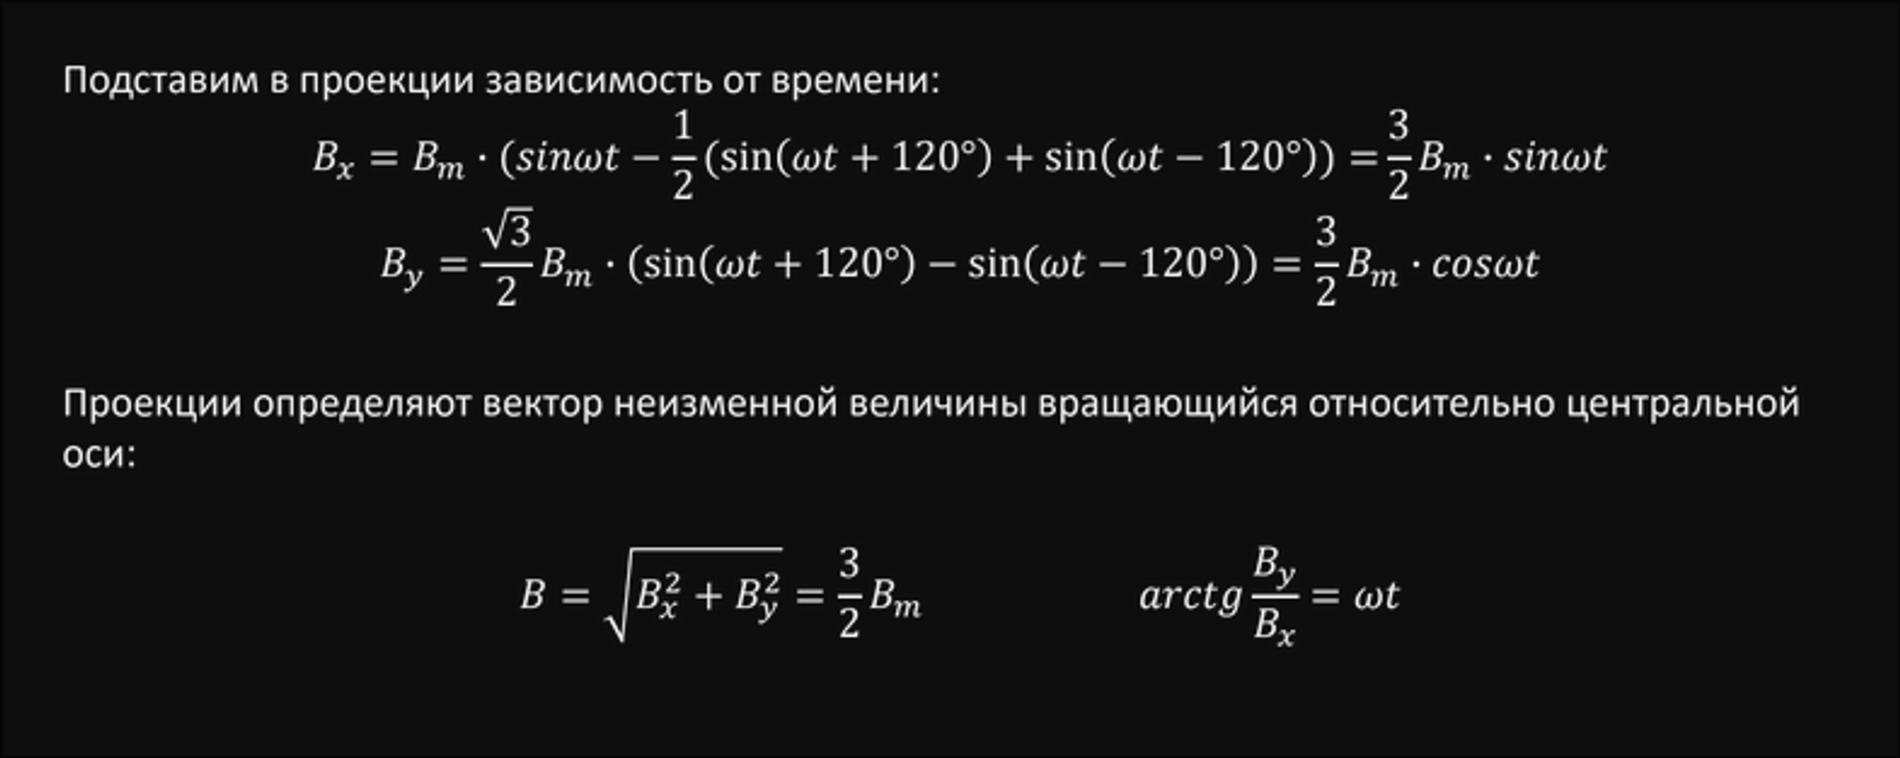 Подставим в проекции зависимость от времени:
$B_x = B_m \cdot (sin\omega t - \frac{1}{2}(\sin(\omega t + 120°) + \sin(\omega t - 120°)) = \frac{3}{2} B_m \cdot sin\omega t$
$B_y = \frac{\sqrt{3}}{2} B_m \cdot (\sin(\omega t + 120°) - \sin(\omega t - 120°)) = \frac{3}{2} B_m \cdot cos\omega t$
Проекции определяют вектор неизменной величины вращающийся относительно центральной
оси:
$B = \sqrt{B_x^2 + B_y^2} = \frac{3}{2} B_m$ $arctg \frac{B_y}{B_x} = \omega t$